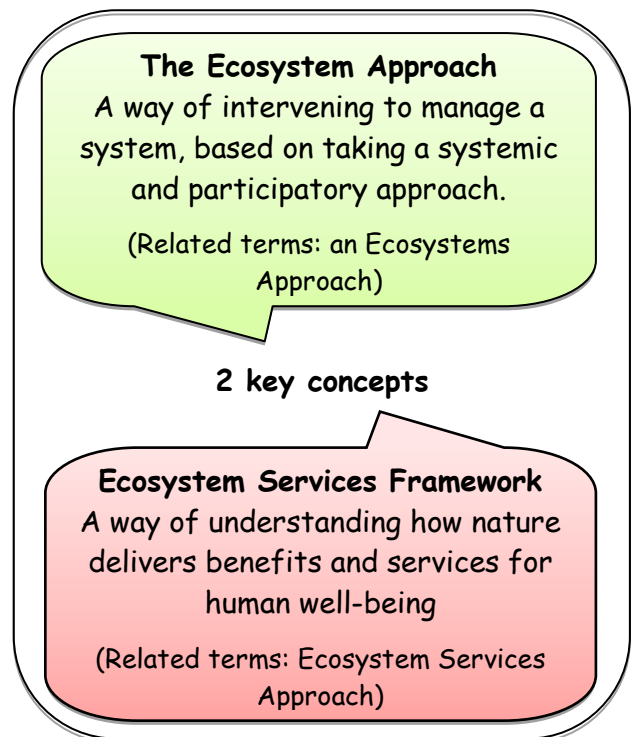 The Ecosystem Approach
A way of intervening to manage a
system, based on taking a systemic
and participatory approach.
(Related terms: an Ecosystems
Approach)
2 key concepts
Ecosystem Services Framework
A way of understanding how nature
delivers benefits and services for
human well-being
(Related terms: Ecosystem Services
Approach)